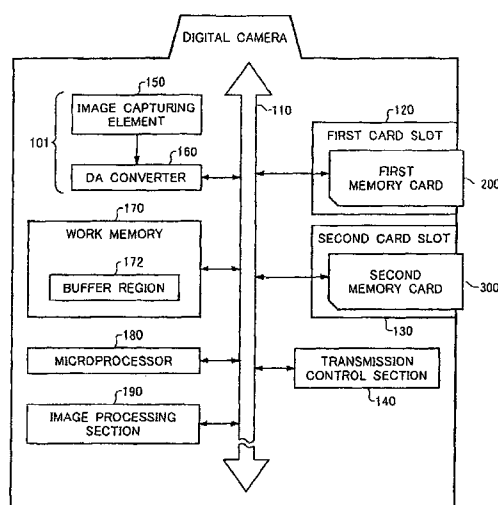 DIGITAL CAMERA
150
IMAGE CAPTURING
ELEMENT
101
160
DA CONVERTER
170
WORK MEMORY
172
BUFFER REGION
180
MICROPROCESSOR
190
IMAGE PROCESSING
SECTION
110
120
FIRST CARD SLOT
FIRST
MEMORY CARD
200
SECOND CARD SLOT
SECOND
MEMORY CARD
300
130
TRANSMISSION
CONTROL SECTION
140